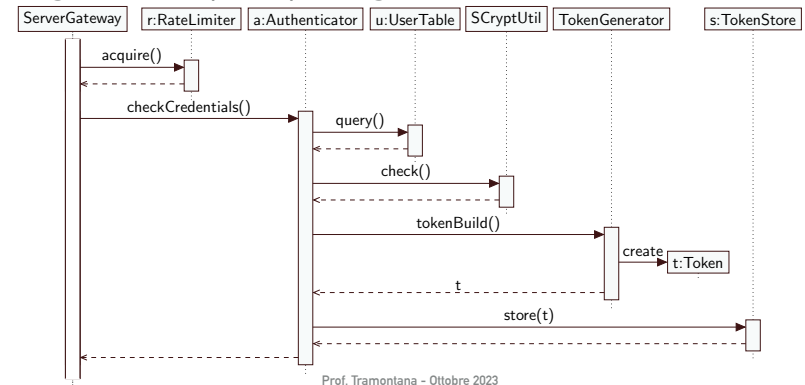 ServerGateway
r:RateLimiter
a:Authenticator
u:UserTable
SCryptUtil
TokenGenerator
s:TokenStore
acquire()
checkCredentials()
query()
check()
tokenBuild()
create
t:Token
t
store(t)
Prof. Tramontana - Ottobre 2023